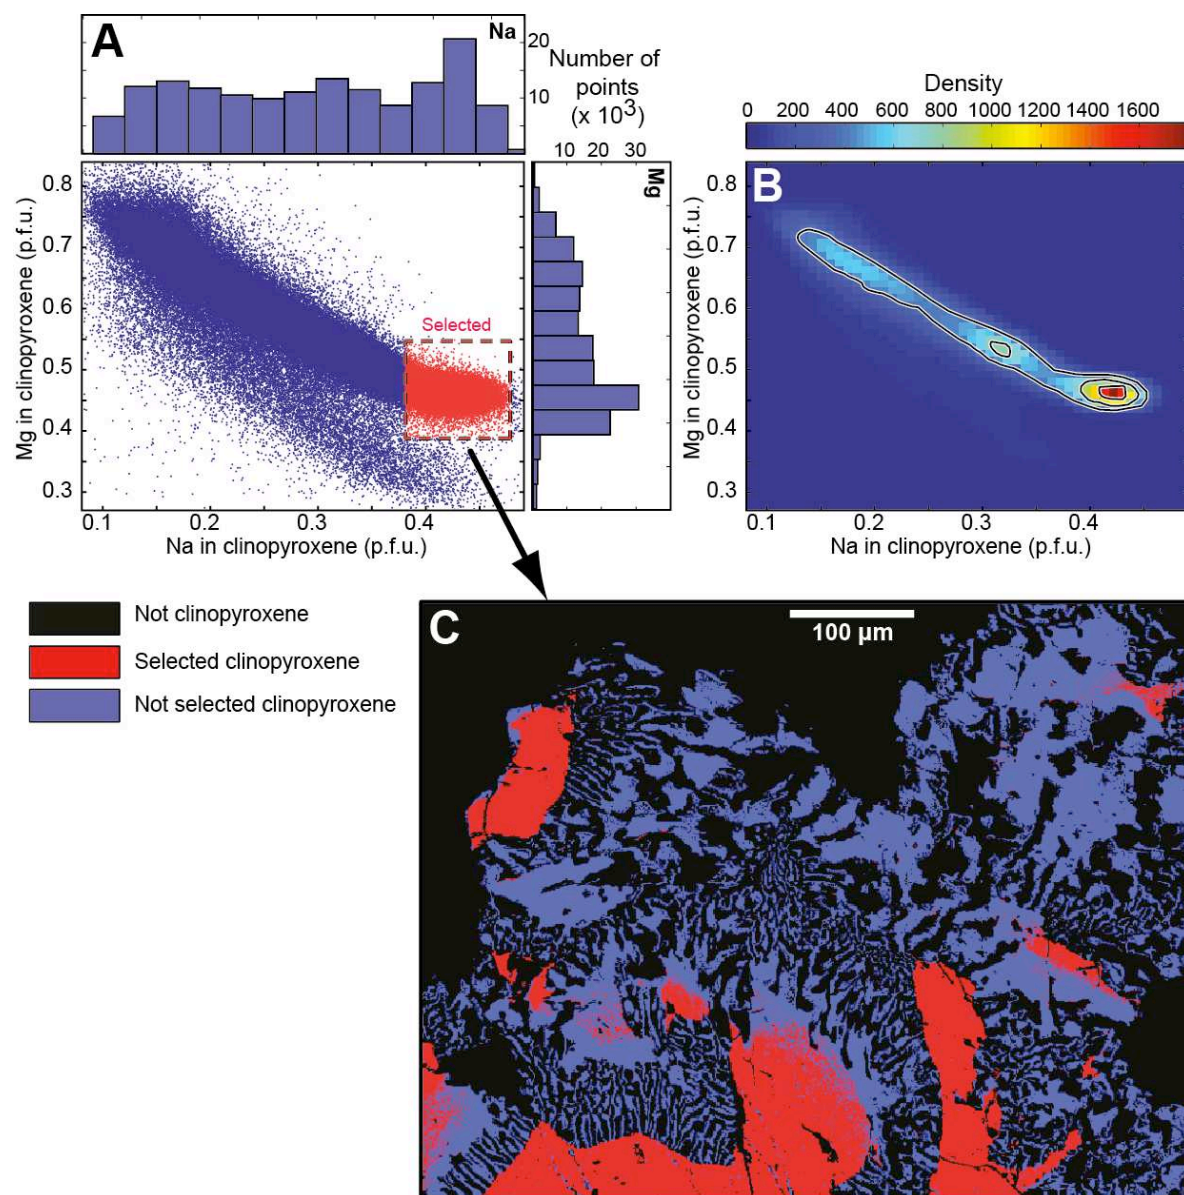 A
Na
20
10
Number of
points
(x 10³)
Density
0 200 400 600 800 1000 1200 1400 1600
10 20 30
Mg
0.8
0.7
0.6
0.5
0.4
0.3
Mg in clinopyroxene (p.f.u.)
Selected
0.1 0.2 0.3 0.4
Na in clinopyroxene (p.f.u.)
B
0.8
0.7
0.6
0.5
0.4
0.3
Mg in clinopyroxene (p.f.u.)
0.1 0.2 0.3 0.4
Na in clinopyroxene (p.f.u.)
Not clinopyroxene
Selected clinopyroxene
Not selected clinopyroxene
C
100 µm